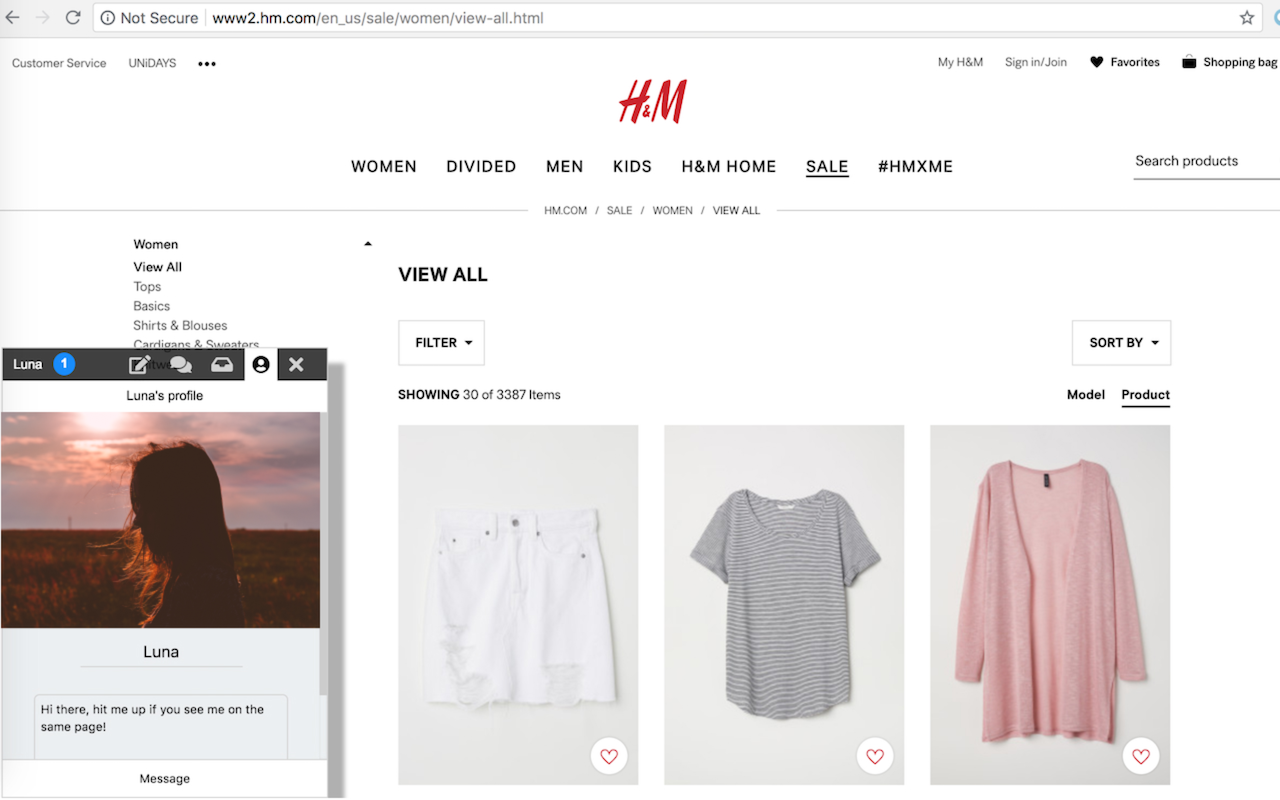 Not Secure www2.hm.com/en_us/sale/women/view-all.html
Customer Service UNiDAYS •••
My H&M Sign in/Join Favorites Shopping bag
H&M
WOMEN DIVIDED MEN KIDS H&M HOME SALE #HMXME
Search products
HM.COM / SALE / WOMEN / VIEW ALL
Women
View All
Tops
Basics
Shirts & Blouses
Cardigans & Sweaters
VIEW ALL
FILTER
SORT BY
SHOWING 30 of 3387 Items
Model Product
Luna 1
Luna's profile
Luna
Hi there, hit me up if you see me on the
same page!
Message